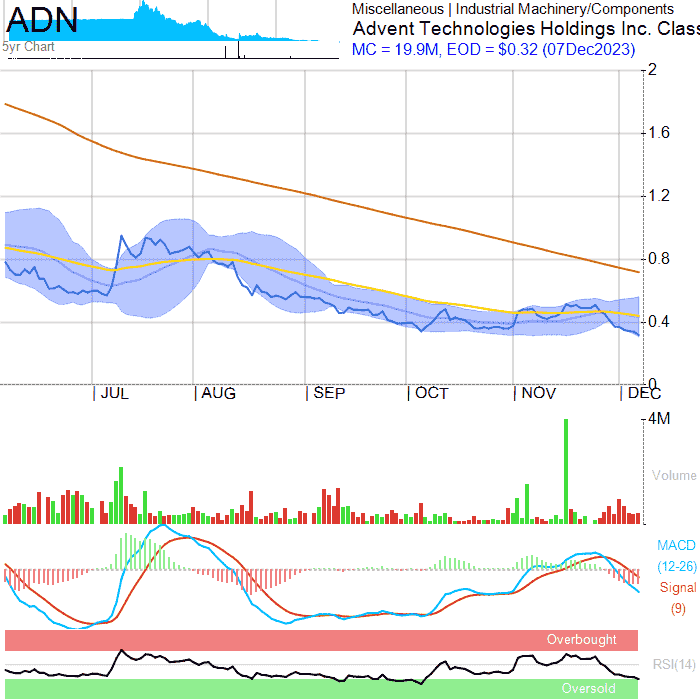 ADN
5yr Chart
Miscellaneous | Industrial Machinery/Components
Advent Technologies Holdings Inc. Class
MC = 19.9M, EOD = $0.32 (07Dec2023)
2
1.6
1.2
0.8
0.4
0
JUL AUG SEP OCT NOV DEC
4M
Volume
MACD
(12-26)
Signal
(9)
Overbought
RSI(14)
Oversold